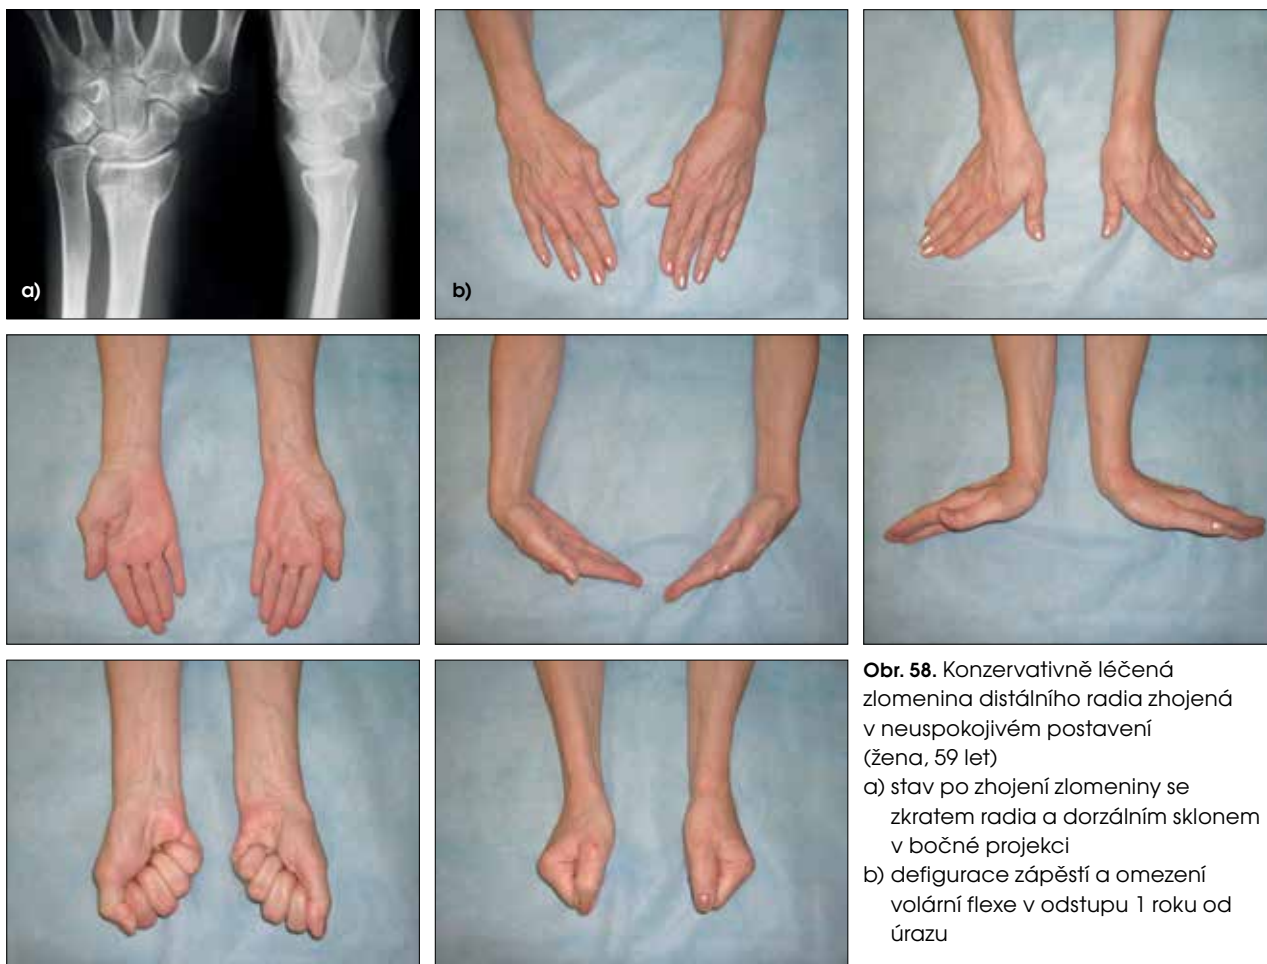 a)
b)
Obr. 58. Konzervativně léčená
zlomenina distálního radia zhojená
v neuspokojivém postavení
(žena, 59 let)
a) stav po zhojení zlomeniny se
zkratem radia a dorzálním sklonem
v bočné projekci
b) defigurace zápěstí a omezení
volární flexe v odstupu 1 roku od
úrazu